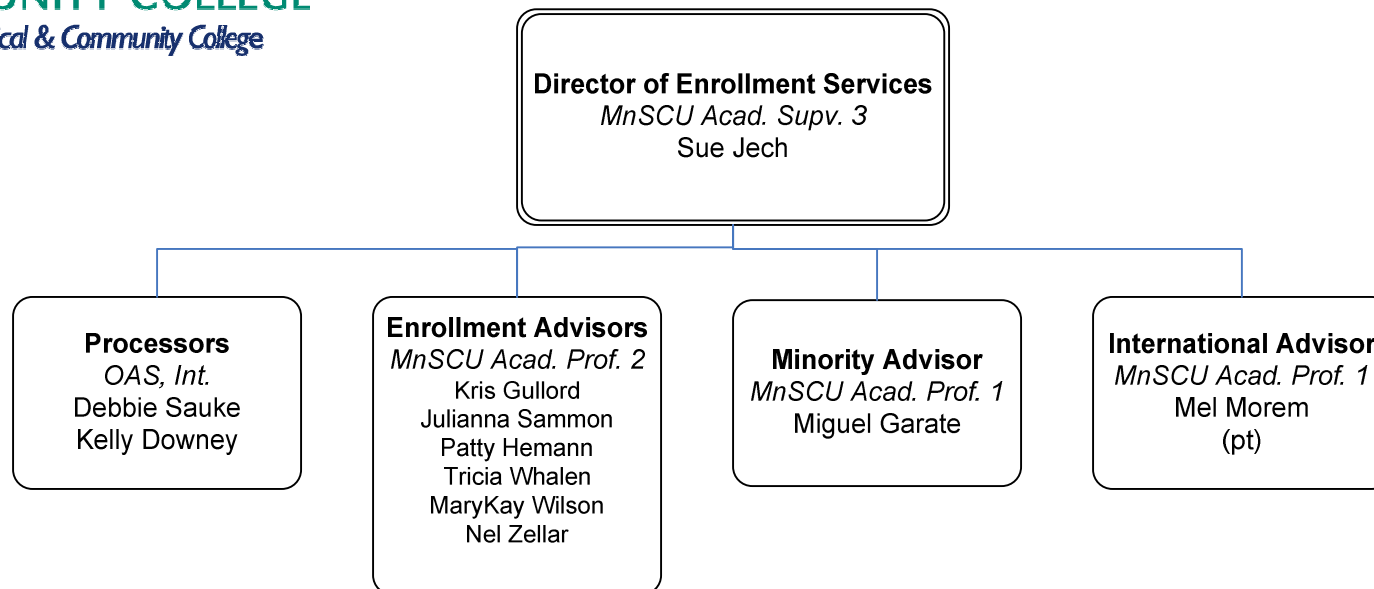 COLLEGE
& Community College
Director of Enrollment Services
MnSCU Acad. Supv. 3
Sue Jech
Processors
OAS, Int.
Debbie Sauke
Kelly Downey
Enrollment Advisors
MnSCU Acad. Prof. 2
Kris Gullord
Julianna Sammon
Patty Hemann
Tricia Whalen
MaryKay Wilson
Nel Zellar
Minority Advisor
MnSCU Acad. Prof. 1
Miguel Garate
International Advisor
MnSCU Acad. Prof. 1
Mel Morem
(pt)